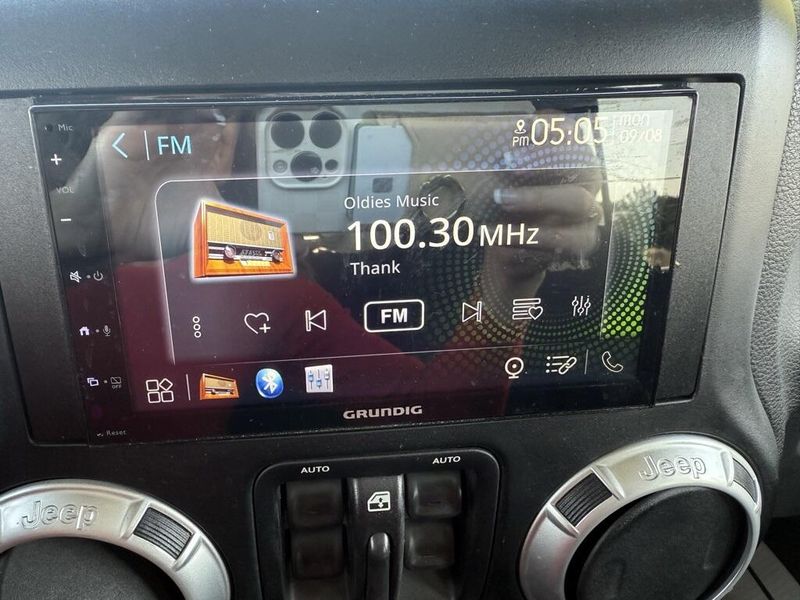 Mic
FM
PM 05:05 mon
09/08
VOL
Oldies Music
100.30 MHz
Thank
FM
OFF
GRUNDIG
Reset
AUTO
AUTO
Jeep
Jeep